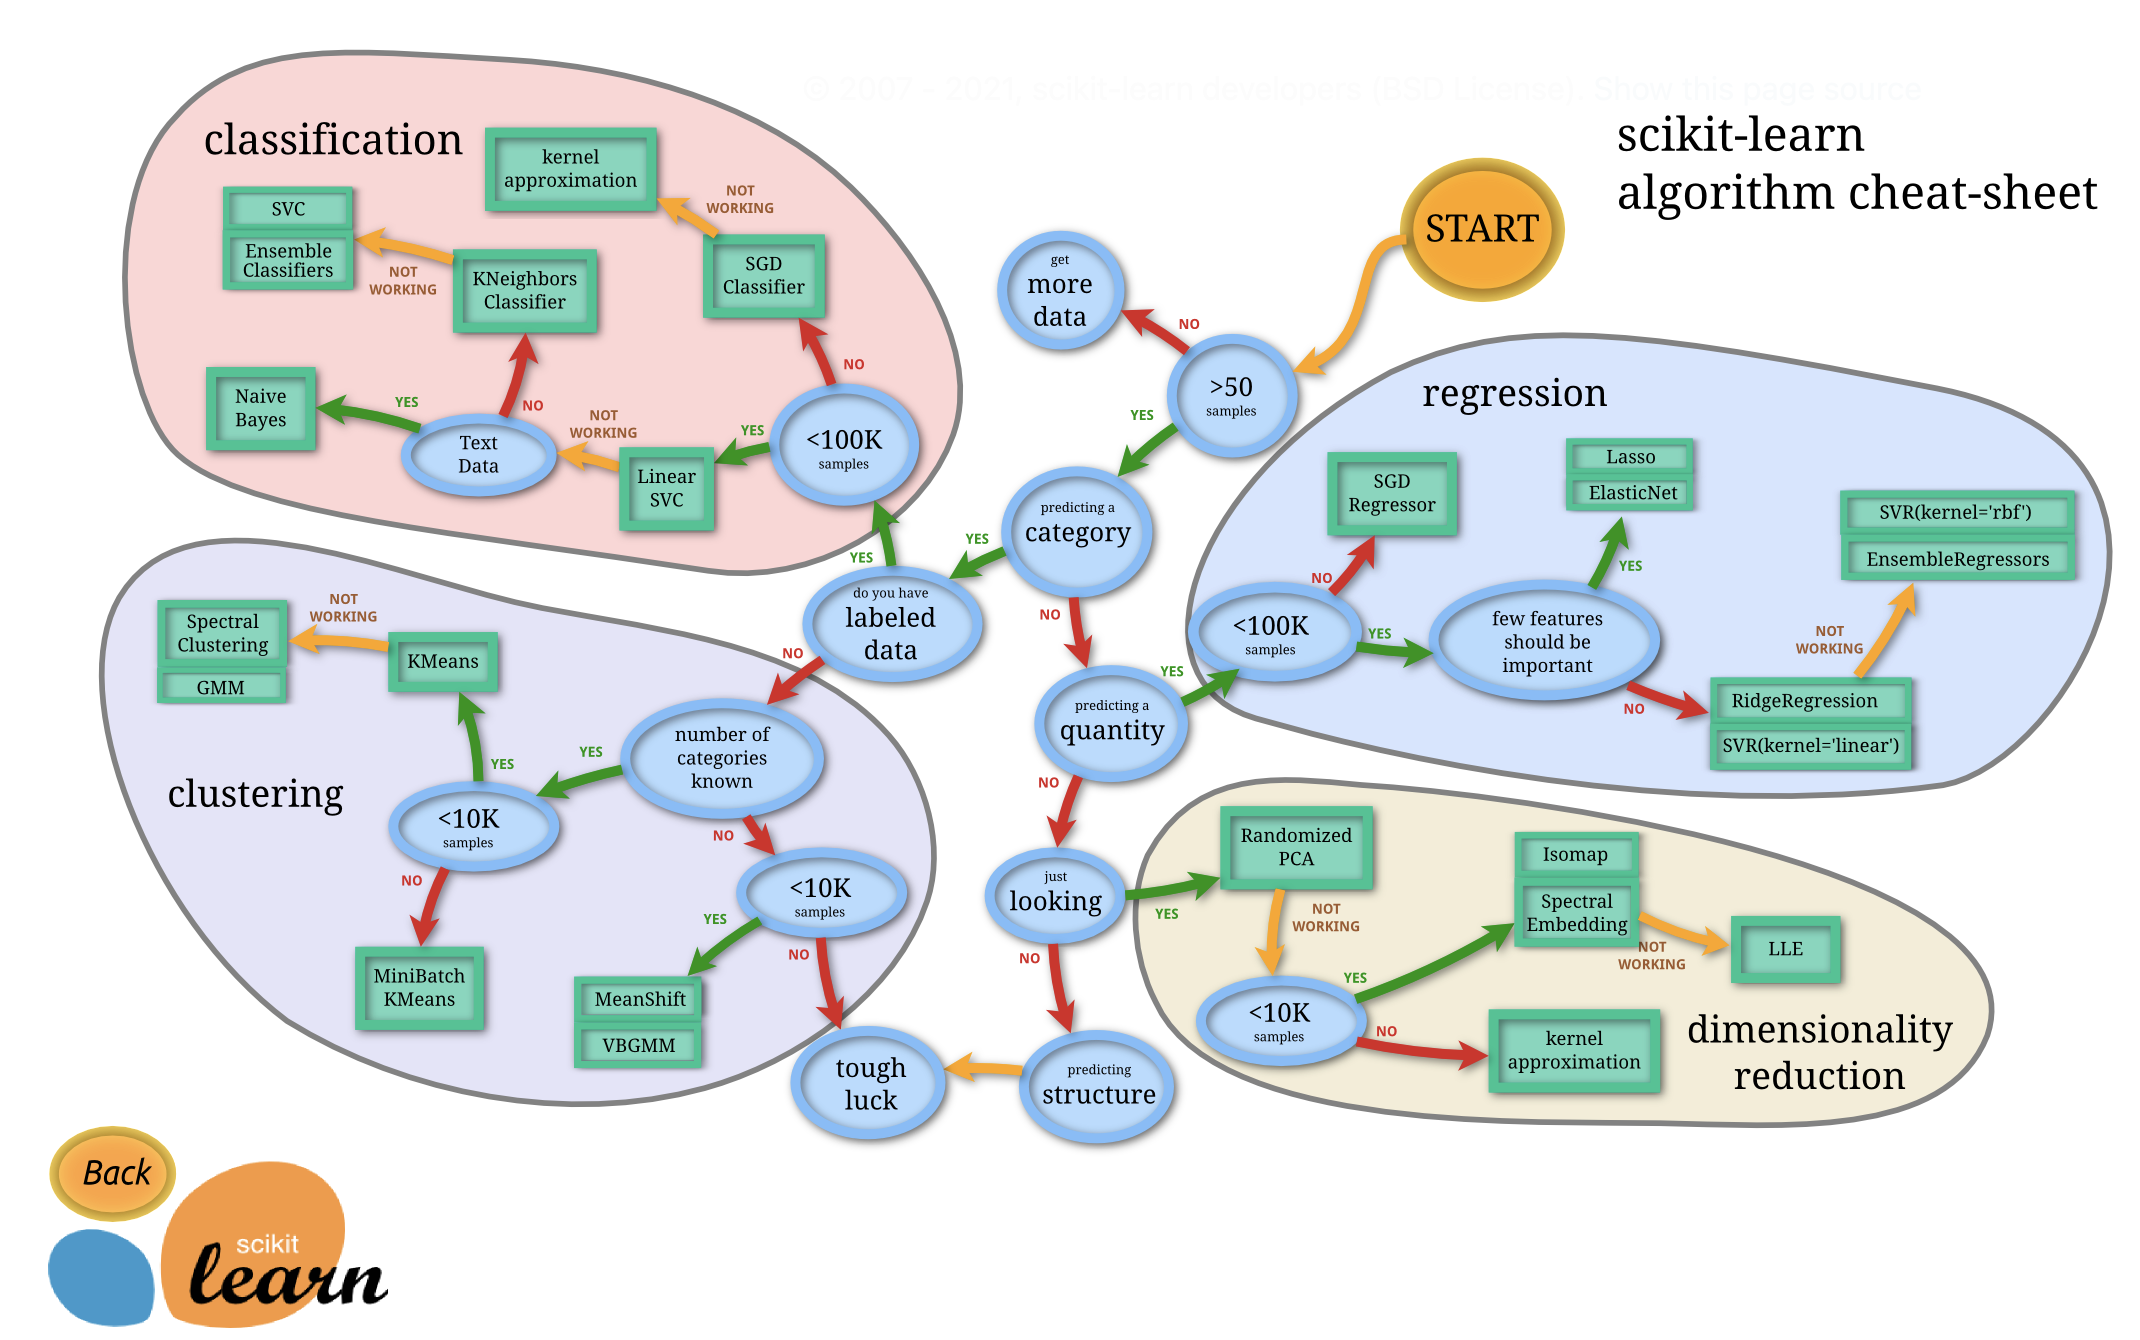 © 2007 - 2021, scikit-learn developers (BSD License). Show this page source
scikit-learn
algorithm cheat-sheet
START
classification
kernel
approximation
NOT
WORKING
SVC
Ensemble
Classifiers
NOT
WORKING
KNeighbors
Classifier
SGD
Classifier
NO
Naive
Bayes
YES
NO
Text
Data
NOT
WORKING
Linear
SVC
YES
<100K
samples
YES
get
more
data
NO
>50
samples
YES
predicting a
category
YES
NO
do you have
labeled
data
NO
predicting a
quantity
YES
NO
just
looking
YES
NO
predicting
structure
tough
luck
regression
SGD
Regressor
Lasso
ElasticNet
SVR(kernel='rbf')
EnsembleRegressors
NO
YES
<100K
samples
YES
few features
should be
important
NOT
WORKING
NO
RidgeRegression
SVR(kernel='linear')
clustering
Spectral
Clustering
GMM
NOT
WORKING
KMeans
YES
number of
categories
known
YES
NO
<10K
samples
NO
<10K
samples
YES
NO
MiniBatch
KMeans
MeanShift
VBGMM
dimensionality
reduction
Randomized
PCA
NOT
WORKING
Isomap
Spectral
Embedding
NOT
WORKING
LLE
YES
<10K
samples
NO
kernel
approximation
Back
scikit
learn